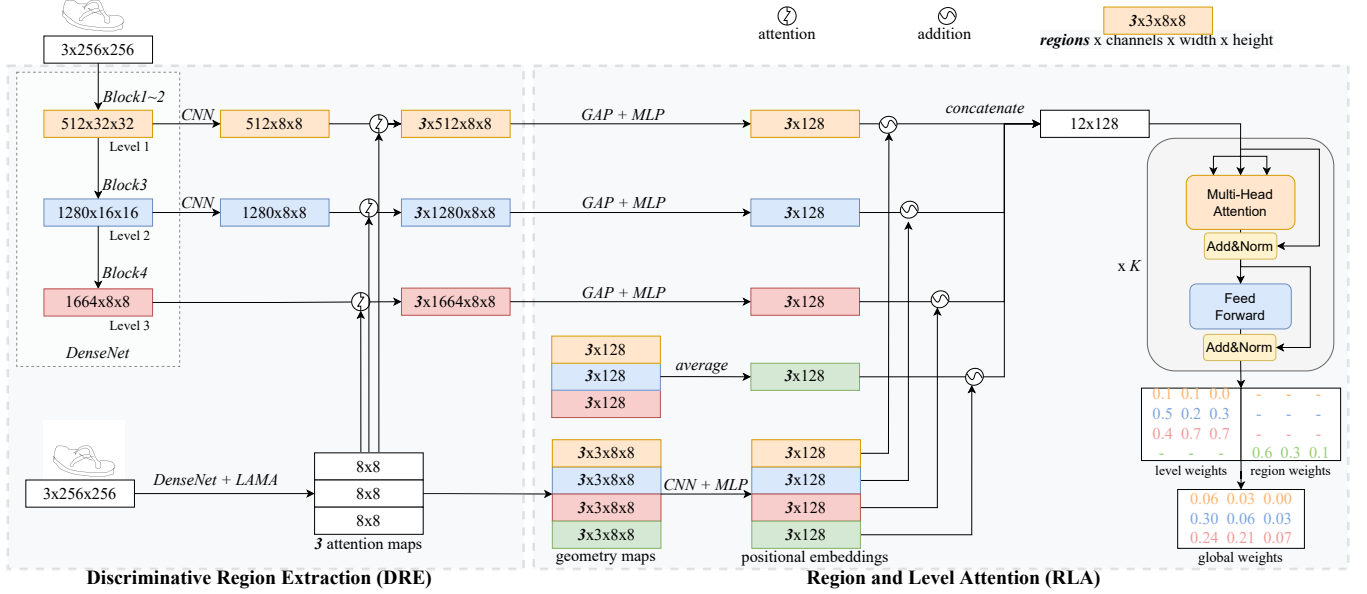 attention
addition
3x3x8x8
regions x channels x width x height
3x256x256
Block1~2
512x32x32
Level 1
CNN
512x8x8
3x512x8x8
GAP + MLP
3x128
concatenate
12x128
Block3
1280x16x16
Level 2
CNN
1280x8x8
3x1280x8x8
GAP + MLP
3x128
Block4
1664x8x8
Level 3
3x1664x8x8
GAP + MLP
3x128
DenseNet
3x128
3x128
3x128
average
3x128
Multi-Head
Attention
Add&Norm
x K
Feed
Forward
Add&Norm
3x256x256
DenseNet + LAMA
8x8
8x8
8x8
3 attention maps
3x3x8x8
3x3x8x8
3x3x8x8
3x3x8x8
geometry maps
CNN + MLP
3x128
3x128
3x128
3x128
positional embeddings
0.1 0.1 0.0 - - -
0.5 0.2 0.3 - - -
0.4 0.7 0.7 - - -
- - - 0.6 0.3 0.1
level weights region weights
0.06 0.03 0.00
0.30 0.06 0.03
0.24 0.21 0.07
global weights
Discriminative Region Extraction (DRE)
Region and Level Attention (RLA)